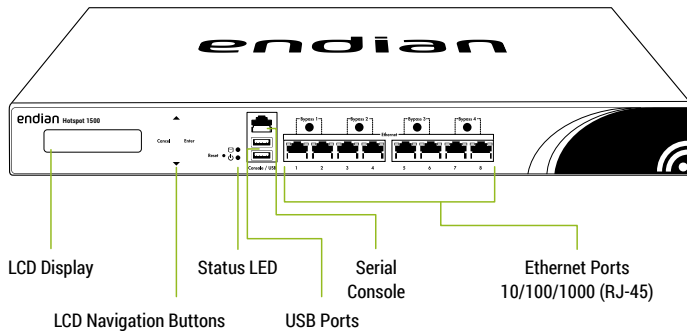 endian
endian Hotspot 1500
Cancel Enter
Reset
Console / USB
Bypass 1 Bypass 2 Bypass 3 Bypass 4
Ethernet
1 2 3 4 5 6 7 8
LCD Display
Status LED
Serial
Console
Ethernet Ports
10/100/1000 (RJ-45)
LCD Navigation Buttons
USB Ports